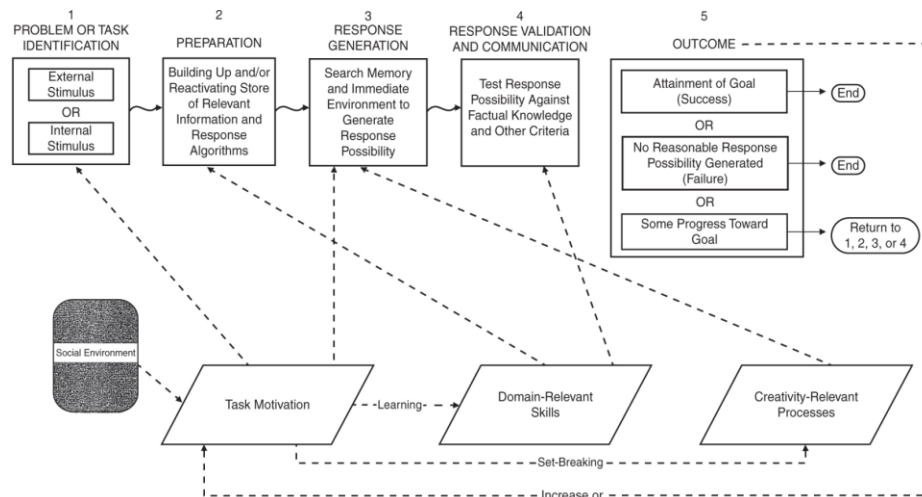 1
PROBLEM OR TASK
IDENTIFICATION
External
Stimulus
OR
Internal
Stimulus
2
PREPARATION
Building Up and/or
Reactivating Store
of Relevant
Information and
Response
Algorithms
3
RESPONSE
GENERATION
Search Memory
and Immediate
Environment to
Generate
Response
Possibility
4
RESPONSE VALIDATION
AND COMMUNICATION
Test Response
Possibility Against
Factual Knowledge
and Other Criteria
5
OUTCOME
Attainment of Goal
(Success)
End
OR
No Reasonable Response
Possibility Generated
(Failure)
End
OR
Some Progress Toward
Goal
Return to
1, 2, 3, or 4
Social Environment
Task Motivation
Learning
Domain-Relevant
Skills
Creativity-Relevant
Processes
Set-Breaking
Increase or